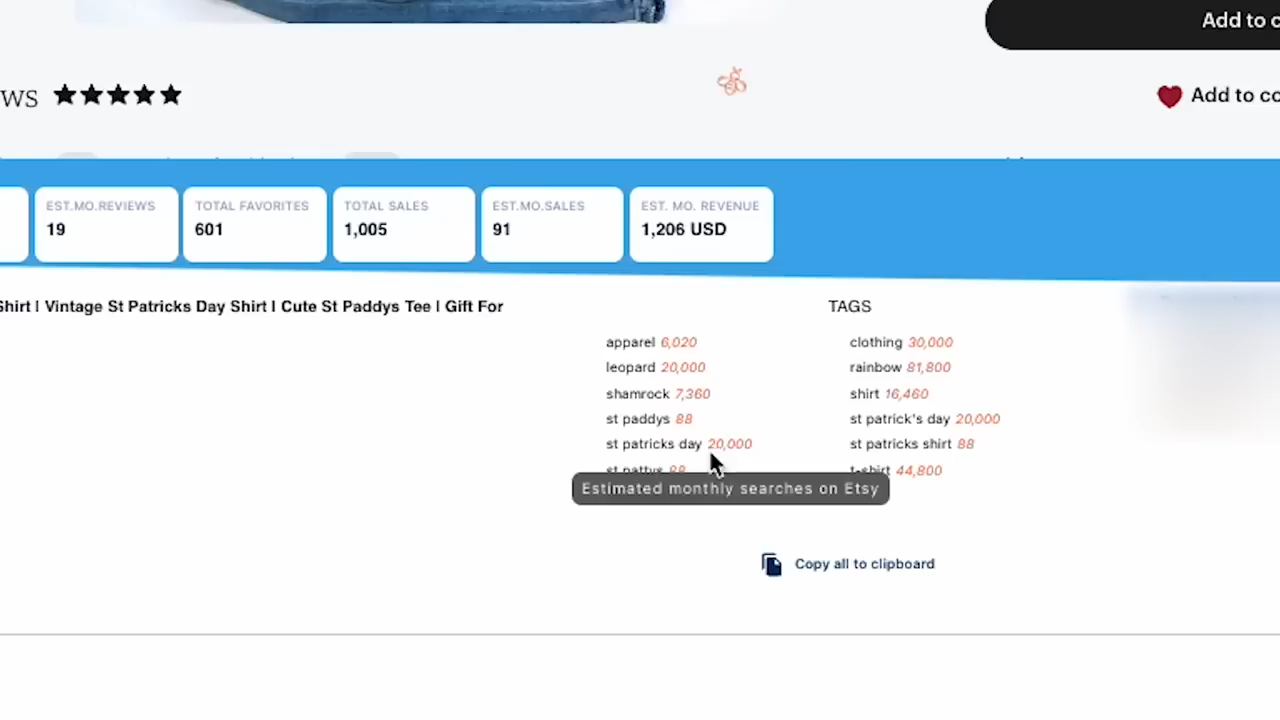 Add to c
ws ★★★★★
Add to co
EST.MO.REVIEWS
19
TOTAL FAVORITES
601
TOTAL SALES
1,005
EST.MO.SALES
91
EST. MO. REVENUE
1,206 USD
Shirt | Vintage St Patricks Day Shirt | Cute St Paddys Tee | Gift For
TAGS
apparel 6,020
clothing 30,000
leopard 20,000
rainbow 81,800
shamrock 7,360
shirt 16,460
st paddys 88
st patrick's day 20,000
st patricks day 20,000
st patricks shirt 88
st pattys 88
t-shirt 44,800
Estimated monthly searches on Etsy
Copy all to clipboard